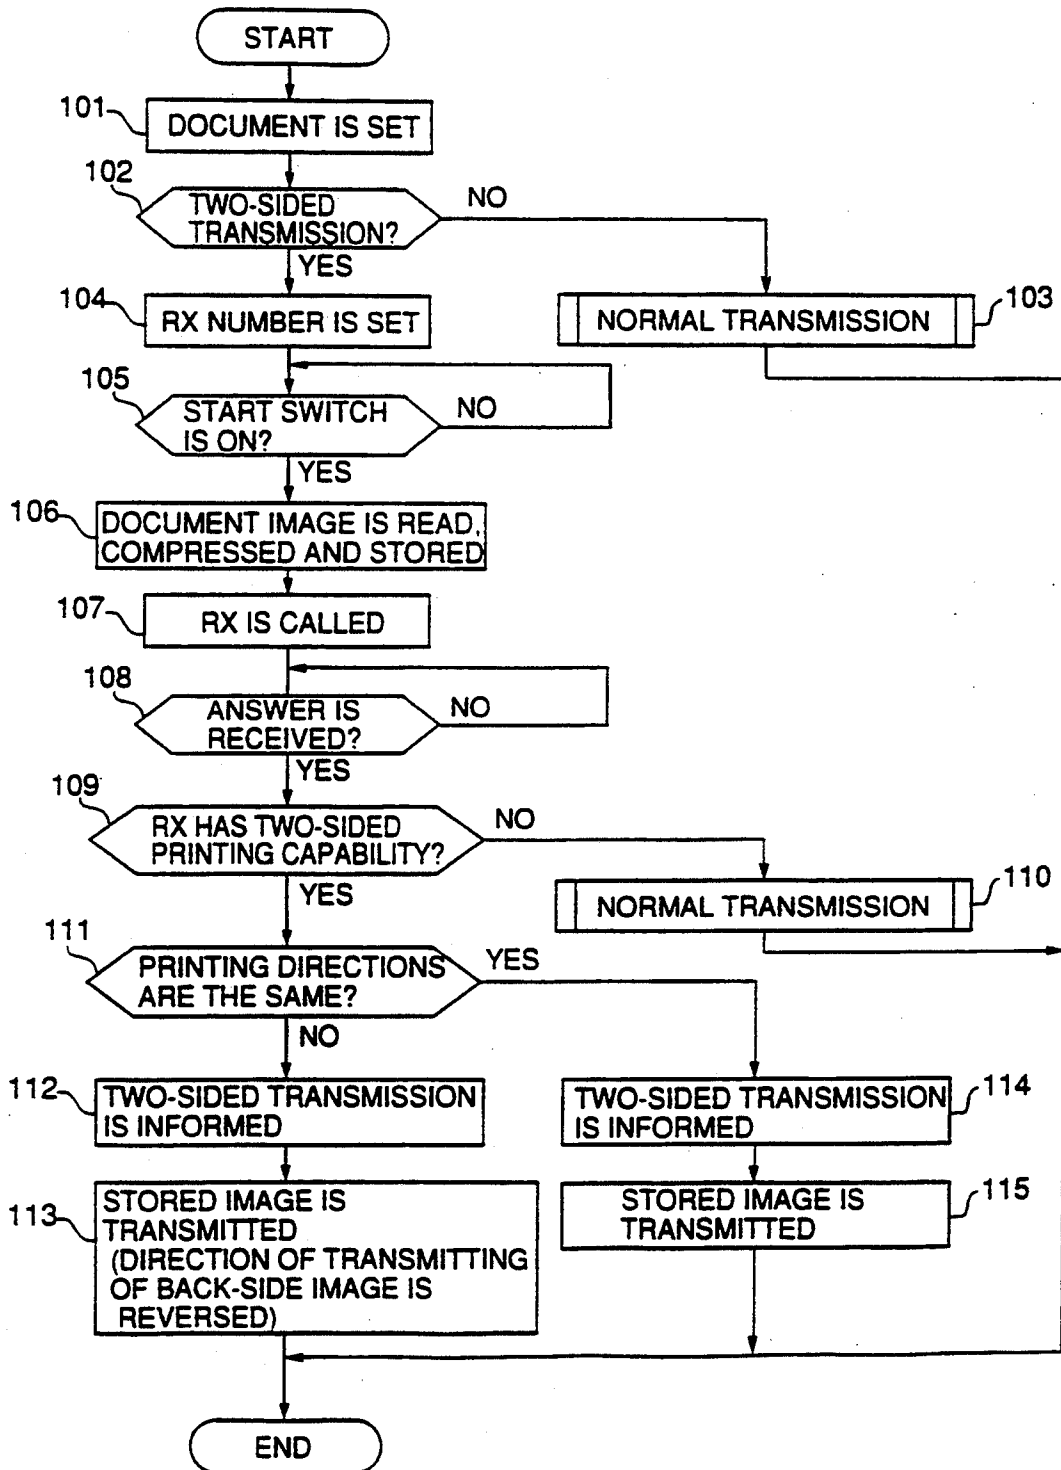 START
101
DOCUMENT IS SET
102
TWO-SIDED
TRANSMISSION?
NO
YES
104
RX NUMBER IS SET
NORMAL TRANSMISSION
103
105
START SWITCH
IS ON?
NO
YES
106
DOCUMENT IMAGE IS READ,
COMPRESSED AND STORED
107
RX IS CALLED
108
ANSWER IS
RECEIVED?
NO
YES
109
RX HAS TWO-SIDED
PRINTING CAPABILITY?
NO
YES
NORMAL TRANSMISSION
110
111
PRINTING DIRECTIONS
ARE THE SAME?
YES
NO
112
TWO-SIDED TRANSMISSION
IS INFORMED
TWO-SIDED TRANSMISSION
IS INFORMED
114
113
STORED IMAGE IS
TRANSMITTED
(DIRECTION OF TRANSMITTING
OF BACK-SIDE IMAGE IS
REVERSED)
STORED IMAGE IS
TRANSMITTED
115
END